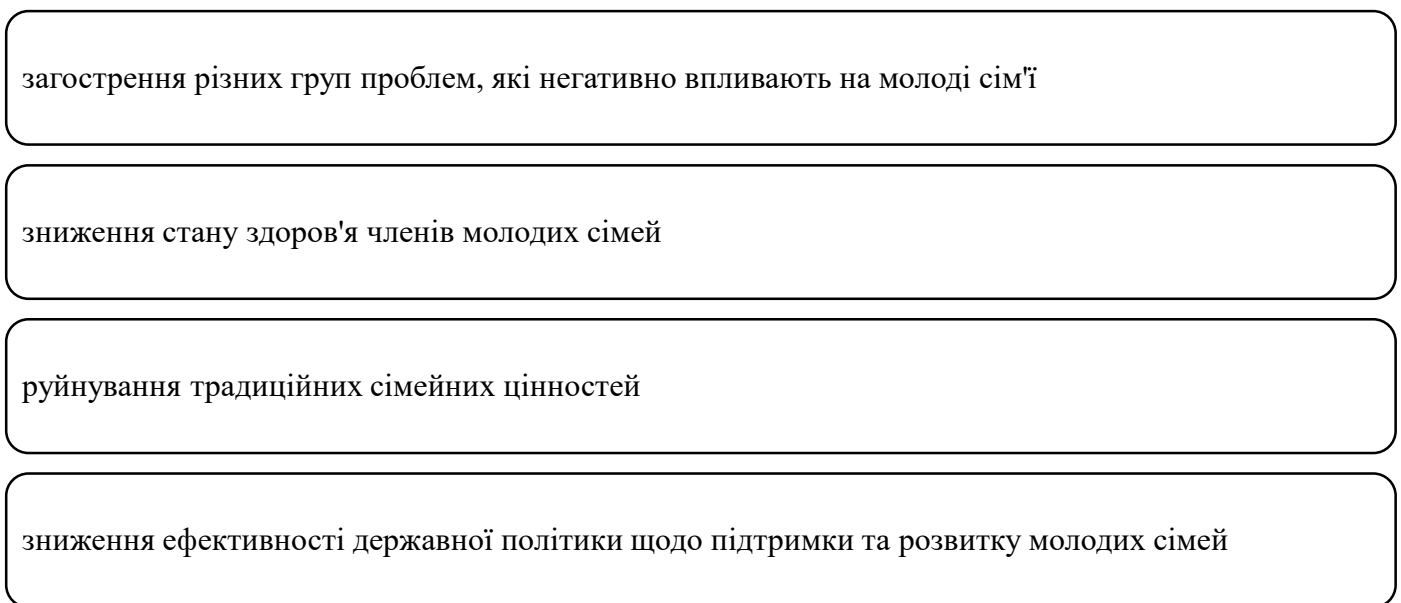 загострення різних груп проблем, які негативно впливають на молоді сім'ї
зниження стану здоров'я членів молодих сімей
руйнування традиційних сімейних цінностей
зниження ефективності державної політики щодо підтримки та розвитку молодих сімей